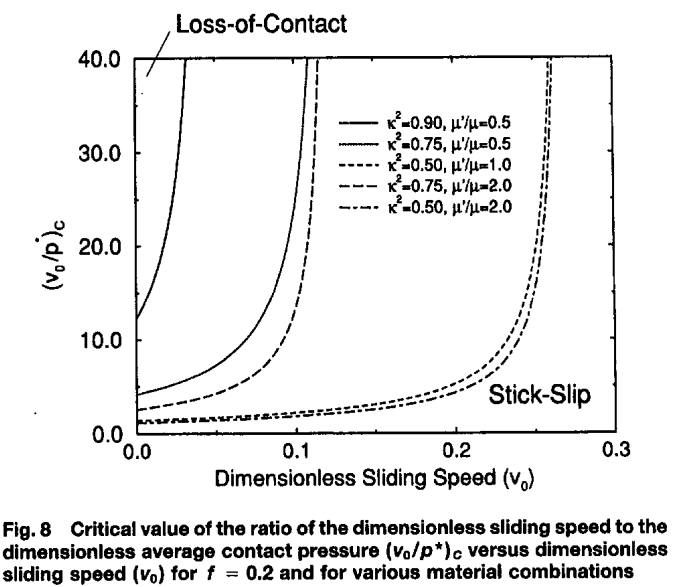 Loss-of-Contact
40.0
30.0
20.0
10.0
0.0
(v₀/p*)c
κ²=0.90, μ'/μ=0.5
κ²=0.75, μ'/μ=0.5
κ²=0.50, μ'/μ=1.0
κ²=0.75, μ'/μ=2.0
κ²=0.50, μ'/μ=2.0
Stick-Slip
0.0 0.1 0.2 0.3
Dimensionless Sliding Speed (v₀)
Fig. 8 Critical value of the ratio of the dimensionless sliding speed to the
dimensionless average contact pressure (v₀/p*)c versus dimensionless
sliding speed (v₀) for f = 0.2 and for various material combinations